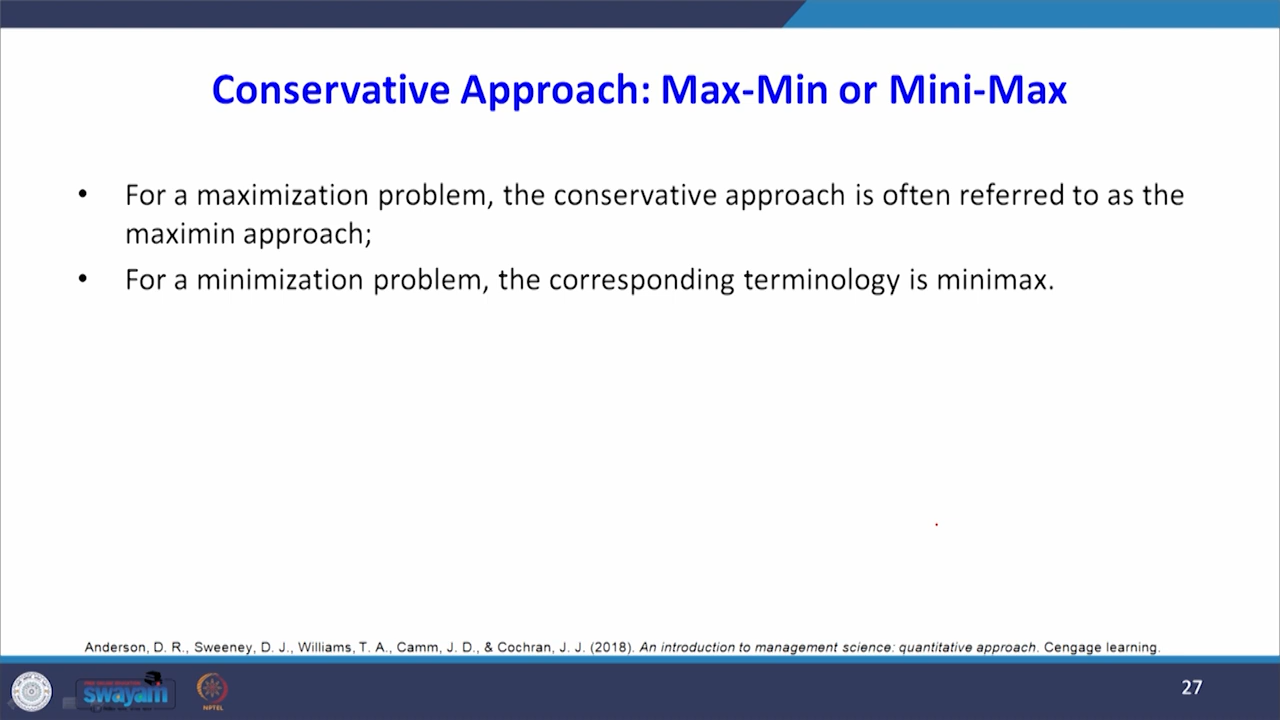 Conservative Approach: Max-Min or Mini-Max
• For a maximization problem, the conservative approach is often referred to as the
maximin approach;
• For a minimization problem, the corresponding terminology is minimax.
Anderson, D. R., Sweeney, D. J., Williams, T. A., Camm, J. D., & Cochran, J. J. (2018). An introduction to management science: quantitative approach. Cengage learning.
swayam
NPTEL
27